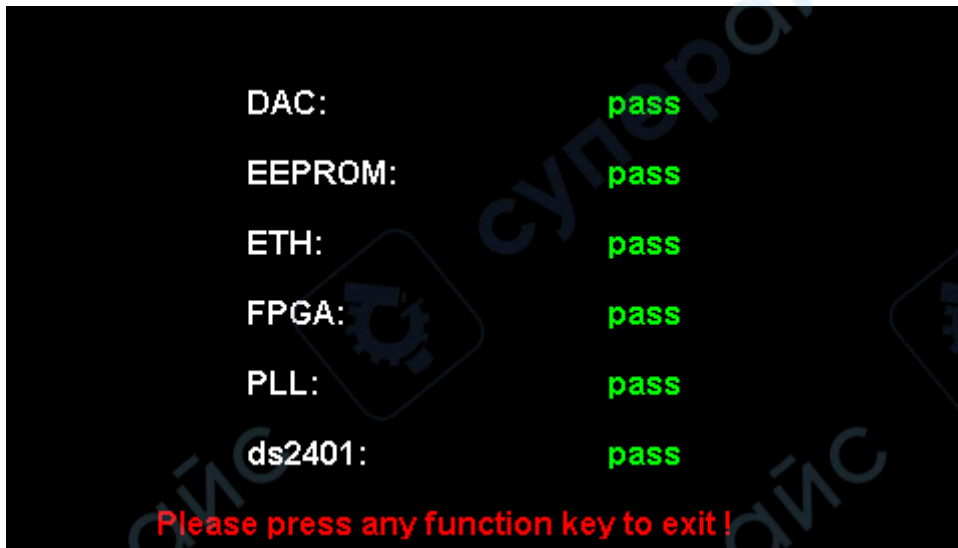 DAC: pass
EEPROM: pass
ETH: pass
FPGA: pass
PLL: pass
ds2401: pass
Please press any function key to exit!